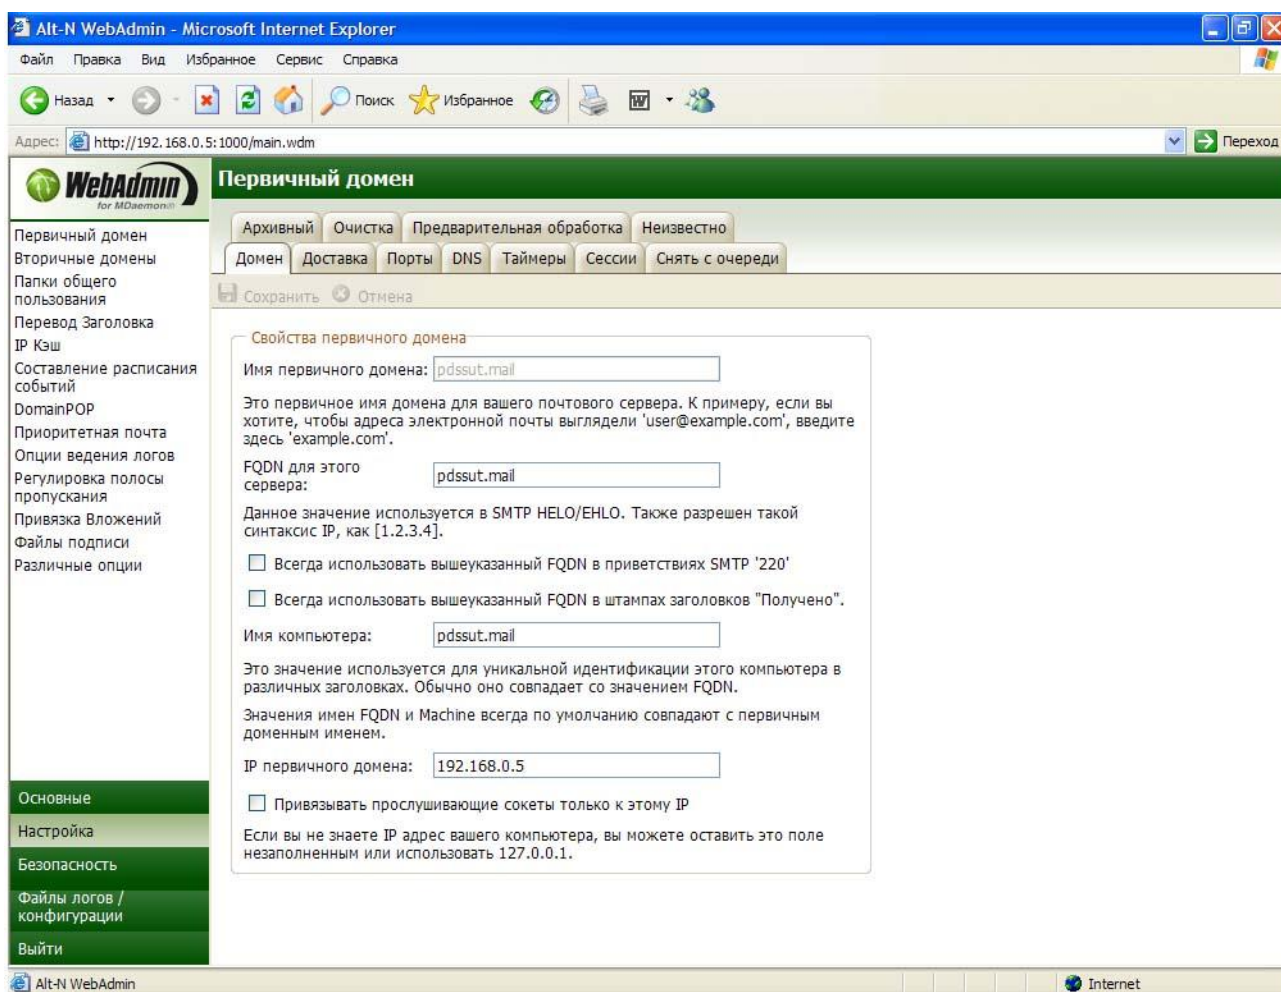 Alt-N WebAdmin - Microsoft Internet Explorer
Файл Правка Вид Избранное Сервис Справка
Назад Поиск Избранное
Адрес: http://192.168.0.5:1000/main.wdm Переход
WebAdmin
for MDaemon®
Первичный домен
Архивный Очистка Предварительная обработка Неизвестно
Домен Доставка Порты DNS Таймеры Сессии Снять с очереди
Сохранить Отмена
Первичный домен
Вторичные домены
Папки общего
пользования
Перевод Заголовка
IP Кэш
Составление расписания
событий
DomainPOP
Приоритетная почта
Опции ведения логов
Регулировка полосы
пропускания
Привязка Вложений
Файлы подписи
Различные опции
Основные
Настройка
Безопасность
Файлы логов /
конфигурации
Выйти
Свойства первичного домена
Имя первичного домена: pdssut.mail
Это первичное имя домена для вашего почтового сервера. К примеру, если вы
хотите, чтобы адреса электронной почты выглядели 'user@example.com', введите
здесь 'example.com'.
FQDN для этого
сервера: pdssut.mail
Данное значение используется в SMTP HELO/EHLO. Также разрешен такой
синтаксис IP, как [1.2.3.4].
Всегда использовать вышеуказанный FQDN в приветствиях SMTP '220'
Всегда использовать вышеуказанный FQDN в штампах заголовков "Получено".
Имя компьютера: pdssut.mail
Это значение используется для уникальной идентификации этого компьютера в
различных заголовках. Обычно оно совпадает со значением FQDN.
Значения имен FQDN и Machine всегда по умолчанию совпадают с первичным
доменным именем.
IP первичного домена: 192.168.0.5
Привязывать прослушивающие сокеты только к этому IP
Если вы не знаете IP адрес вашего компьютера, вы можете оставить это поле
незаполненным или использовать 127.0.0.1.
Alt-N WebAdmin Internet